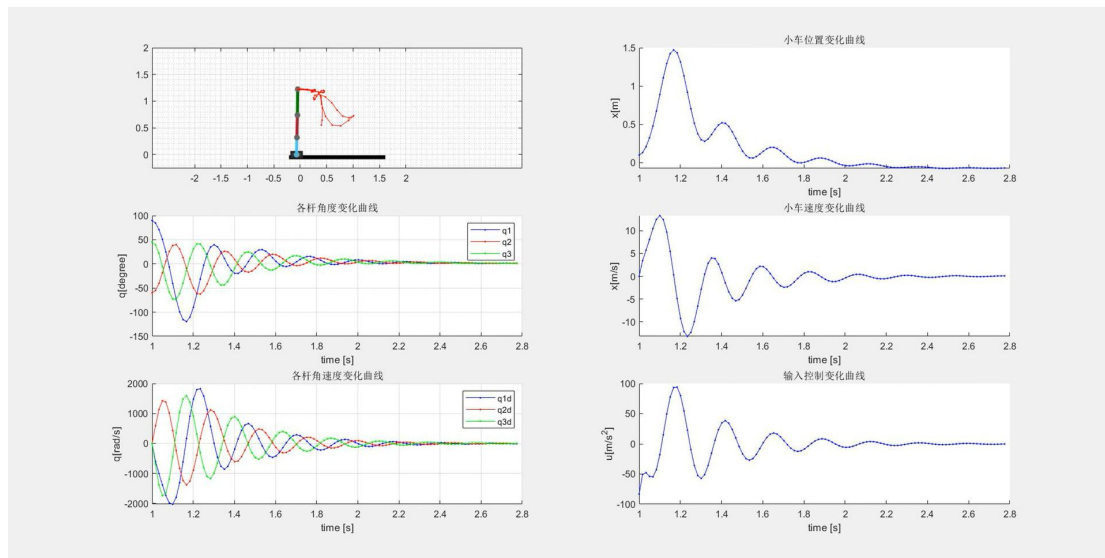 2
1.5
1
0.5
0
-2 -1.5 -1 -0.5 0 0.5 1 1.5 2
小车位置变化曲线
1.5
1
0.5
0
x[m]
1 1.2 1.4 1.6 1.8 2 2.2 2.4 2.6 2.8
time [s]
各杆角度变化曲线
100
50
0
-50
-100
-150
q[degree]
q1
q2
q3
1 1.2 1.4 1.6 1.8 2 2.2 2.4 2.6 2.8
time [s]
小车速度变化曲线
10
5
0
-5
-10
x[m/s]
1 1.2 1.4 1.6 1.8 2 2.2 2.4 2.6 2.8
time [s]
各杆角速度变化曲线
2000
1000
0
-1000
-2000
q[rad/s]
q1d
q2d
q3d
1 1.2 1.4 1.6 1.8 2 2.2 2.4 2.6 2.8
time [s]
输入控制变化曲线
100
50
0
-50
-100
u[m/s²]
1 1.2 1.4 1.6 1.8 2 2.2 2.4 2.6 2.8
time [s]